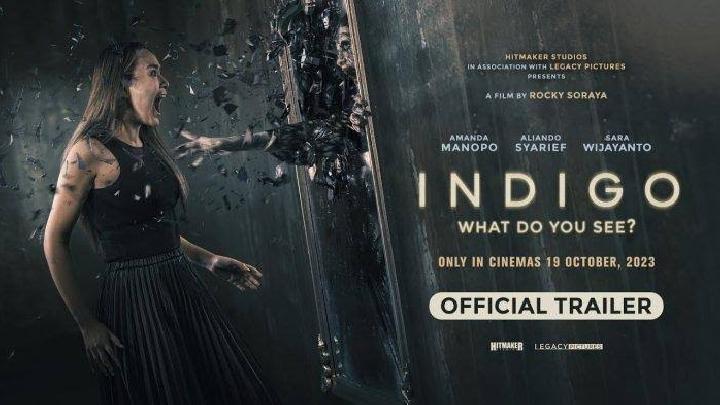 HITMAKER STUDIOS
IN ASSOCIATION WITH LEGACY PICTURES
PRESENTS
A FILM BY ROCKY SORAYA
AMANDA MANOPO
ALIANDO SYARIEF
SARA WIJAYANTO
INDIGO
WHAT DO YOU SEE?
ONLY IN CINEMAS 19 OCTOBER, 2023
OFFICIAL TRAILER
HITMAKER LEGACY PICTURES